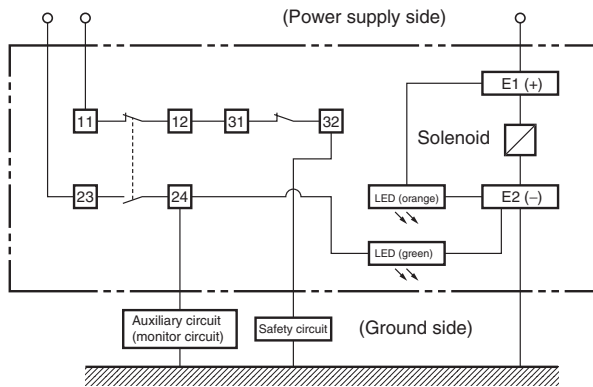 (Power supply side)
E1 (+)
11
12
31
32
Solenoid
23
24
LED (orange)
E2 (−)
LED (green)
Auxiliary circuit
(monitor circuit)
Safety circuit
(Ground side)